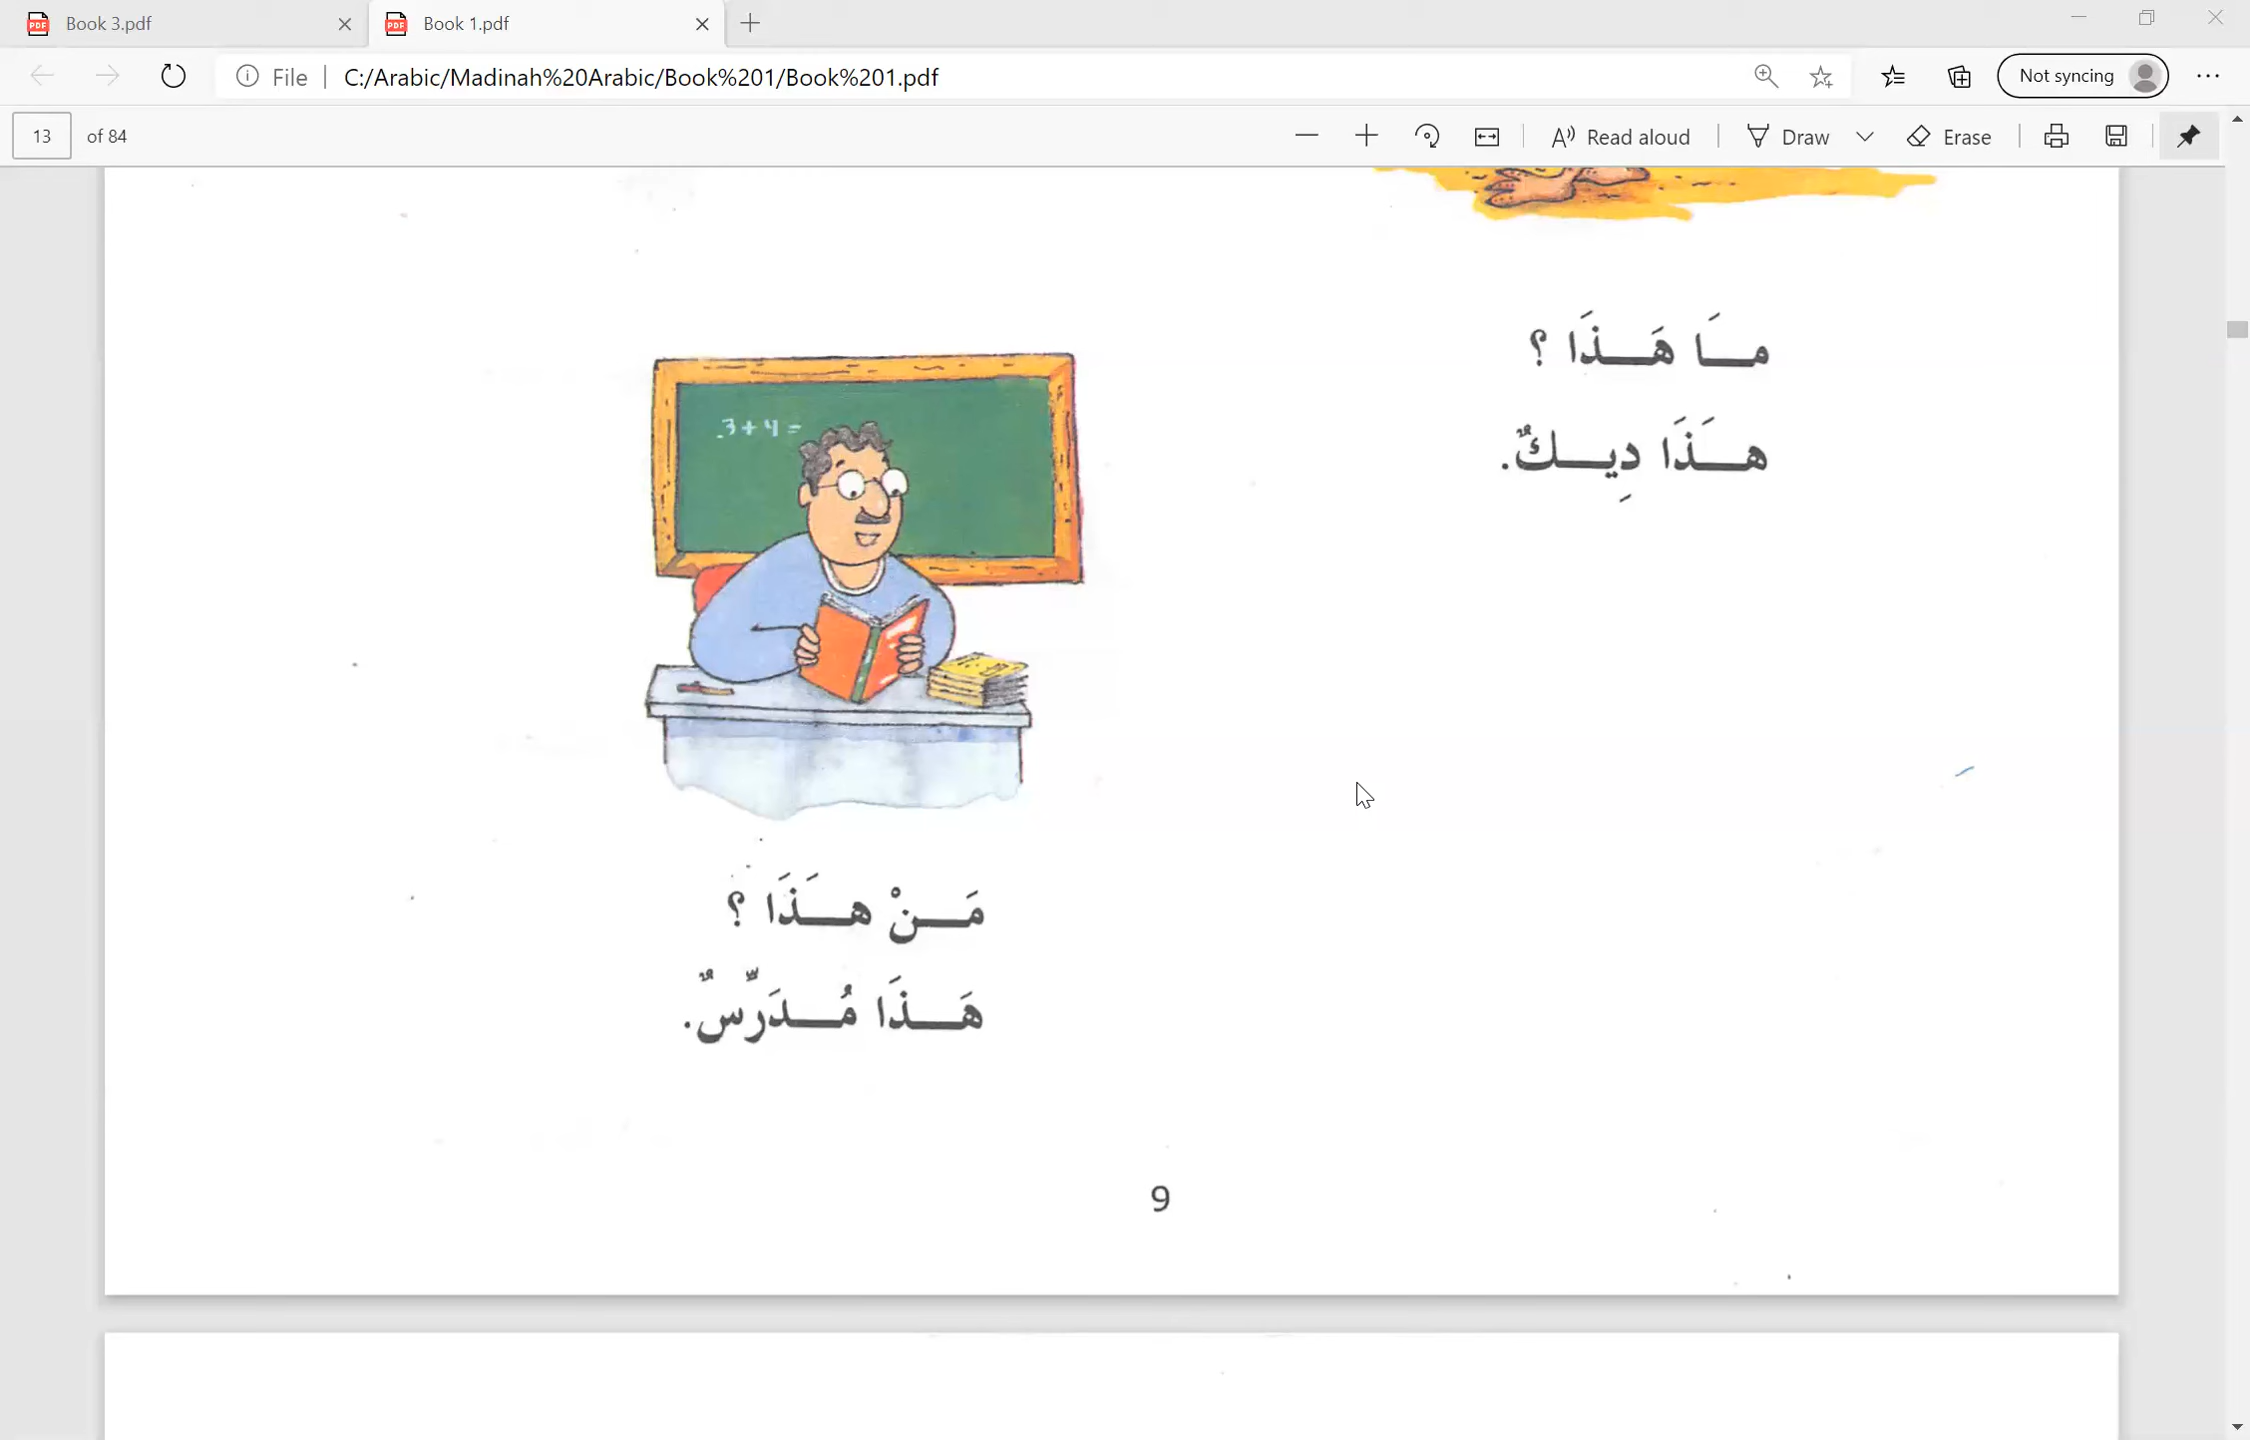 Book 3.pdf
Book 1.pdf
File
C:/Arabic/Madinah%20Arabic/Book%201/Book%201.pdf
Not syncing
13 of 84
Read aloud
Draw
Erase
مَا هَذَا ؟
هَذَا دِيكٌ.
3+4=
مَنْ هَذَا ؟
هَذَا مُدَرِّسٌ.
9